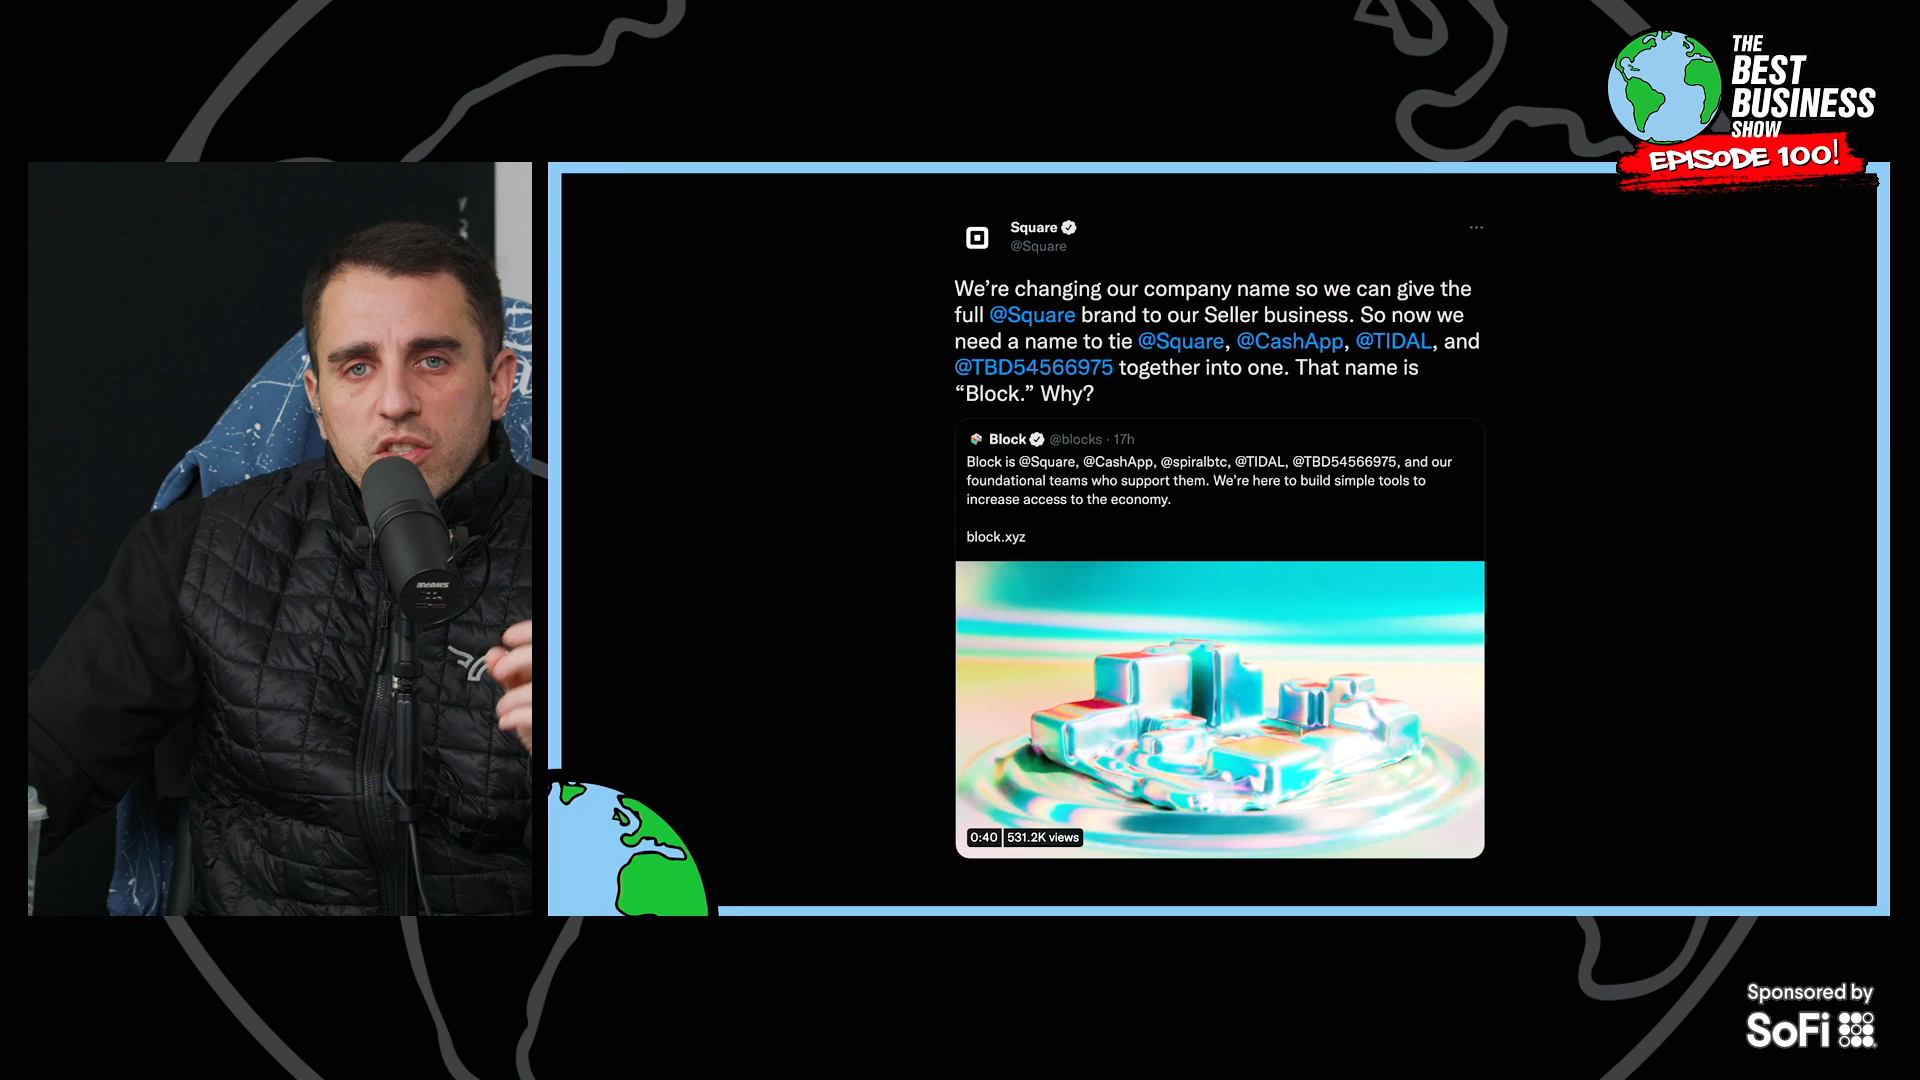 THE
BEST
BUSINESS
SHOW
EPISODE 100!
Square
@Square
We're changing our company name so we can give the
full @Square brand to our Seller business. So now we
need a name to tie @Square, @CashApp, @TIDAL, and
@TBD54566975 together into one. That name is
“Block.” Why?
Block @blocks · 17h
Block is @Square, @CashApp, @spiralbtc, @TIDAL, @TBD54566975, and our
foundational teams who support them. We're here to build simple tools to
increase access to the economy.
block.xyz
0:40 531.2K views
Sponsored by
SoFi